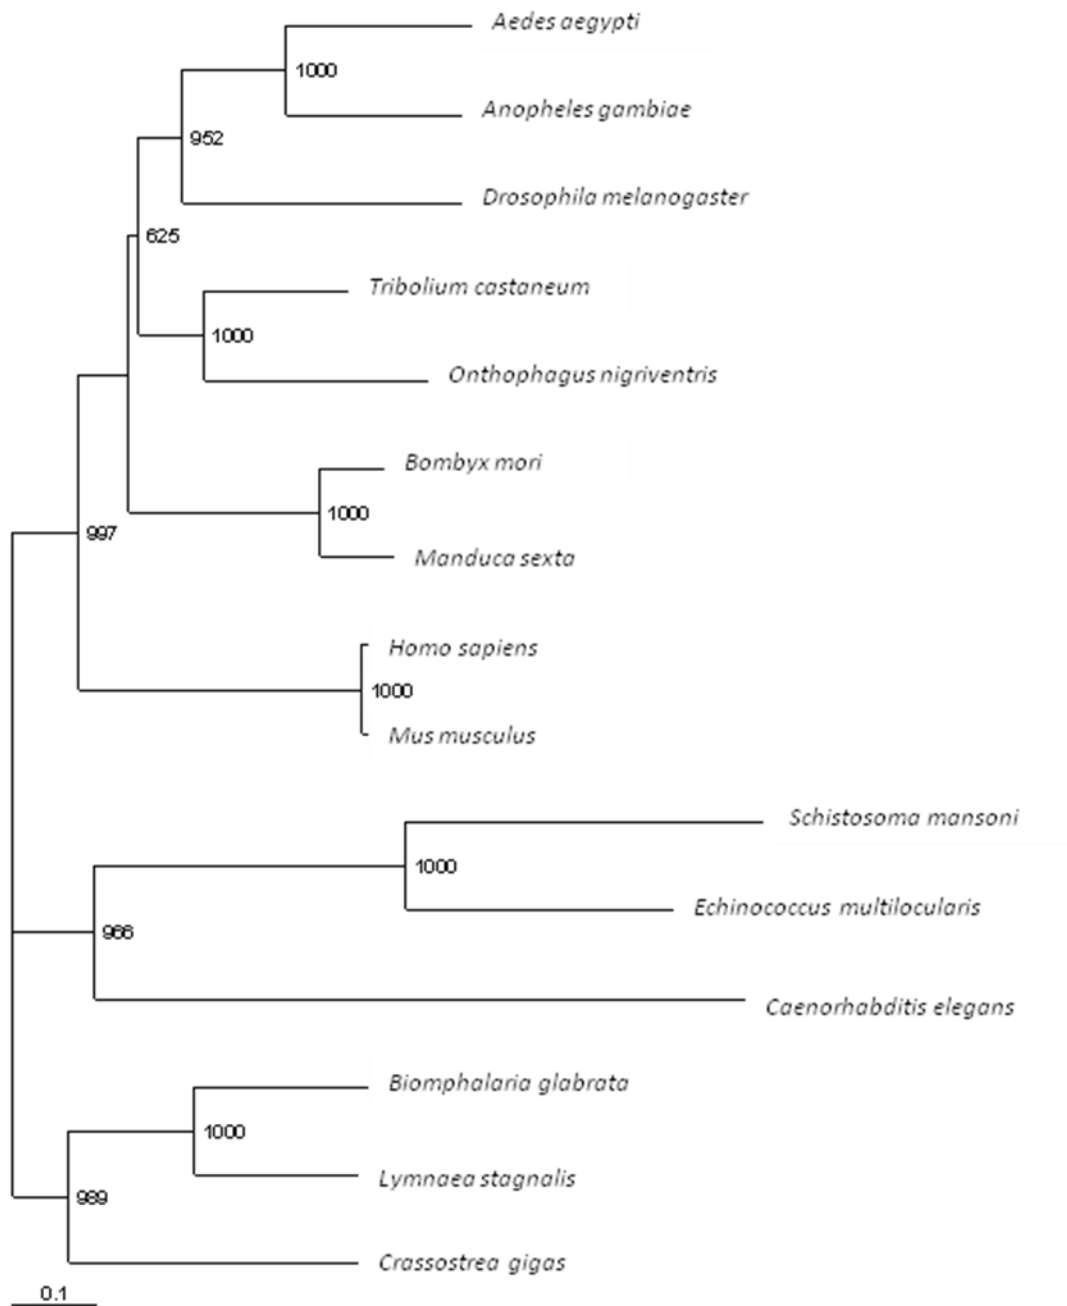 Aedes aegypti
1000
Anopheles gambiae
952
Drosophila melanogaster
625
Tribolium castaneum
1000
Onthophagus nigriventris
Bombyx mori
1000
997
Manduca sexta
Homo sapiens
1000
Mus musculus
Schistosoma mansoni
1000
Echinococcus multilocularis
966
Caenorhabditis elegans
Biomphalaria glabrata
1000
Lymnaea stagnalis
989
Crassostrea gigas
0.1